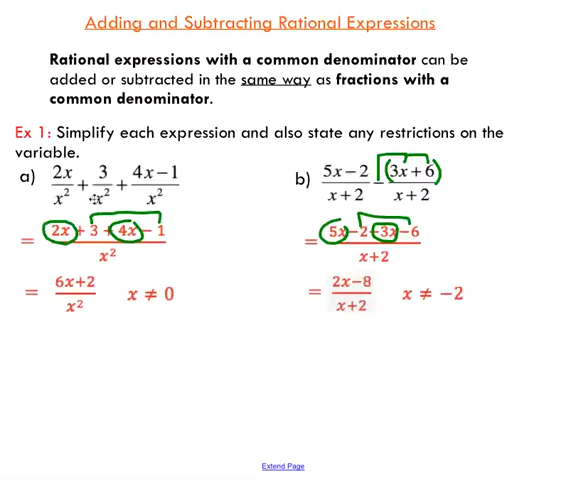 Adding and Subtracting Rational Expressions
Rational expressions with a common denominator can be
added or subtracted in the same way as fractions with a
common denominator.
Ex 1: Simplify each expression and also state any restrictions on the
variable.
a) 2x/x² + 3/x² + (4x−1)/x²
= (2x + 3 + 4x − 1)/x²
= (6x+2)/x² x ≠ 0
b) (5x−2)/(x+2) − (3x+6)/(x+2)
= (5x−2−3x−6)/(x+2)
= (2x−8)/(x+2) x ≠ −2
Extend Page